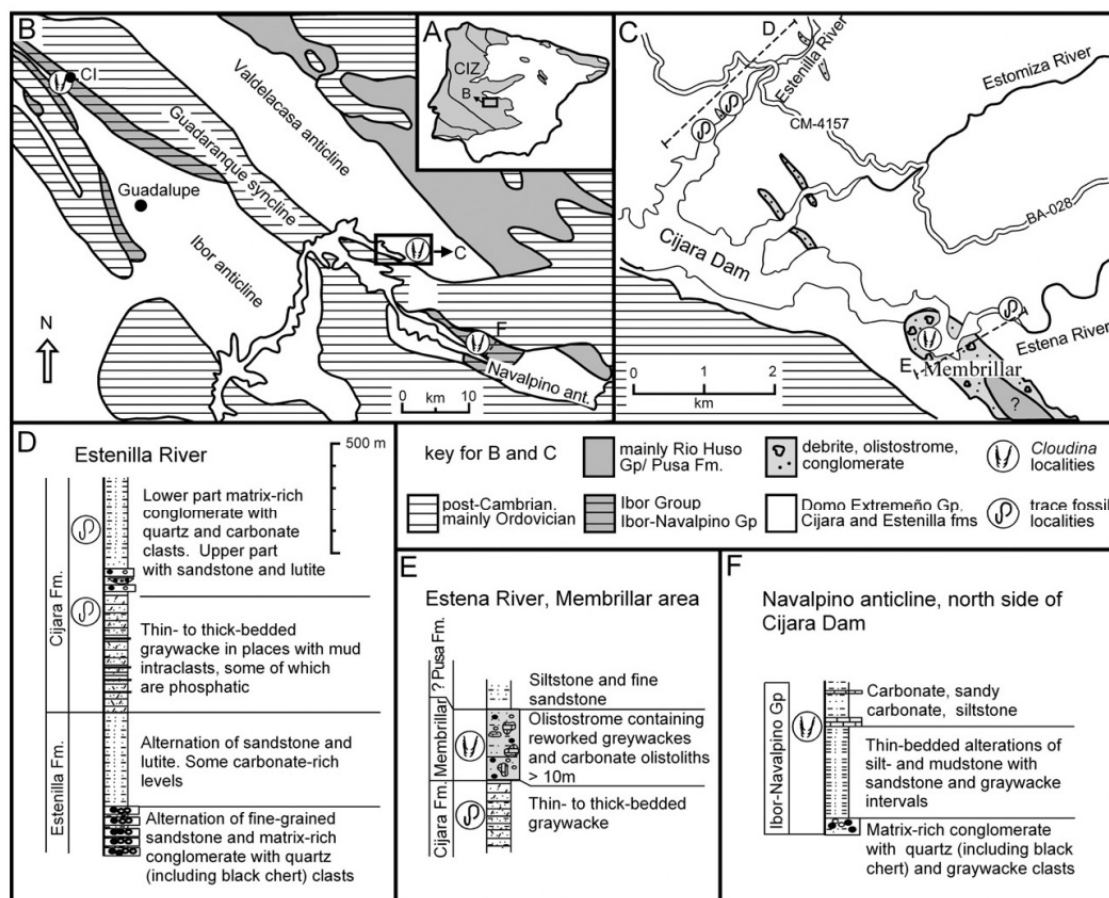 B
CI
Valdelacasa anticline
Guadaranque syncline
Guadalupe
Ibor anticline
C
F
Navalpino ant.
N
0 km 10
A
CIZ
B
C
D
Estenilla River
Estomiza River
CM-4157
BA-028
Cijara Dam
Estena River
E
Membrillar
?
0 1 2
km
D
Estenilla River
500 m
Cijara Fm.
Estenilla Fm.
Lower part matrix-rich
conglomerate with
quartz and carbonate
clasts. Upper part
with sandstone and lutite
Thin- to thick-bedded
graywacke in places with mud
intraclasts, some of which
are phosphatic
Alternation of sandstone and
lutite. Some carbonate-rich
levels
Alternation of fine-grained
sandstone and matrix-rich
conglomerate with quartz
(including black chert) clasts
key for B and C
mainly Rio Huso
Gp/ Pusa Fm.
debrite, olistostrome,
conglomerate
Cloudina
localities
post-Cambrian,
mainly Ordovician
Ibor Group
Ibor-Navalpino Gp
Domo Extremeño Gp,
Cijara and Estenilla fms
trace fossil
localities
E
Estena River, Membrillar area
? Pusa Fm.
Membrillar
Cijara Fm.
Siltstone and fine
sandstone
Olistostrome containing
reworked greywackes
and carbonate olistoliths
> 10m
Thin- to thick-bedded
graywacke
F
Navalpino anticline, north side of
Cijara Dam
Ibor-Navalpino Gp
Carbonate, sandy
carbonate, siltstone
Thin-bedded alterations of
silt- and mudstone with
sandstone and graywacke
intervals
Matrix-rich conglomerate
with quartz (including black
chert) and graywacke clasts